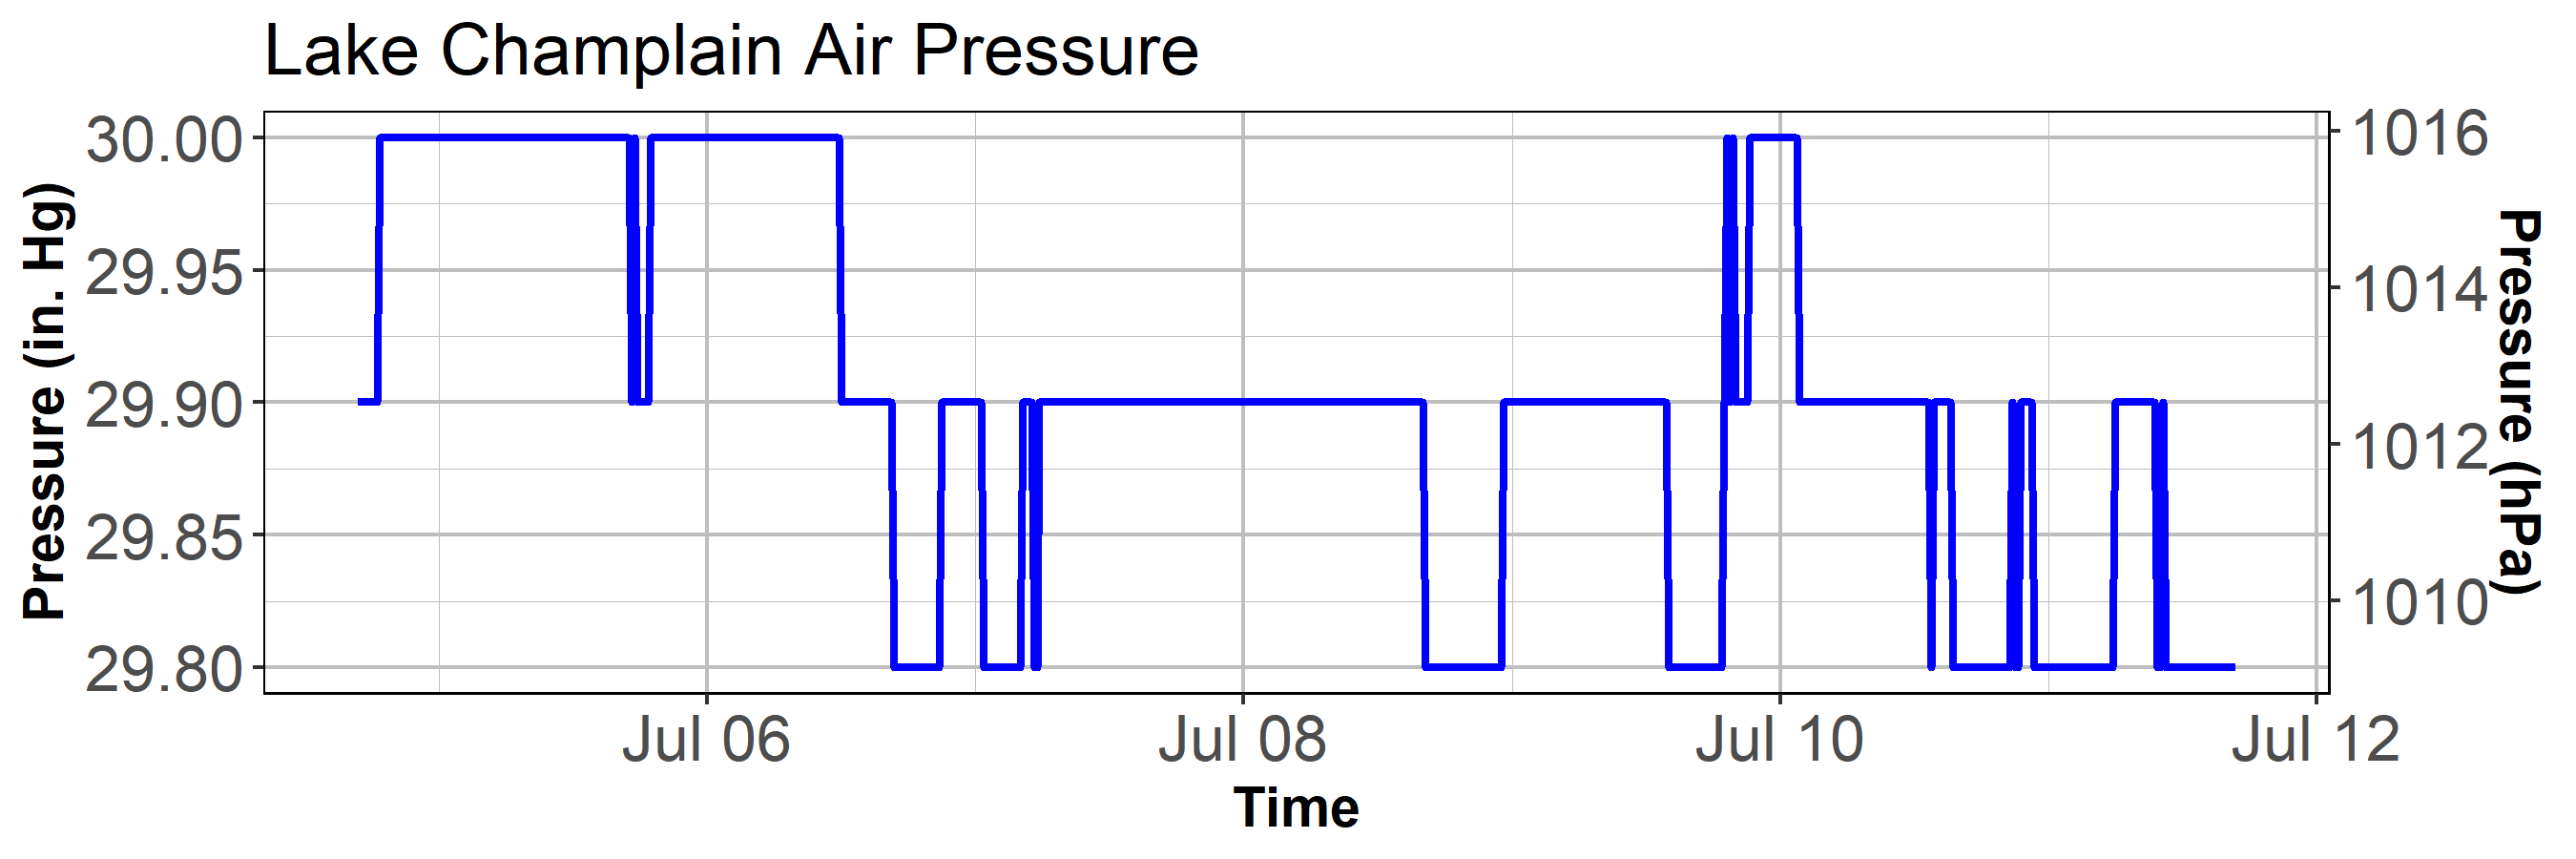 Lake Champlain Air Pressure
Pressure (in. Hg)
30.00
29.95
29.90
29.85
29.80
1016
1014
1012
1010
Pressure (hPa)
Jul 06
Jul 08
Jul 10
Jul 12
Time